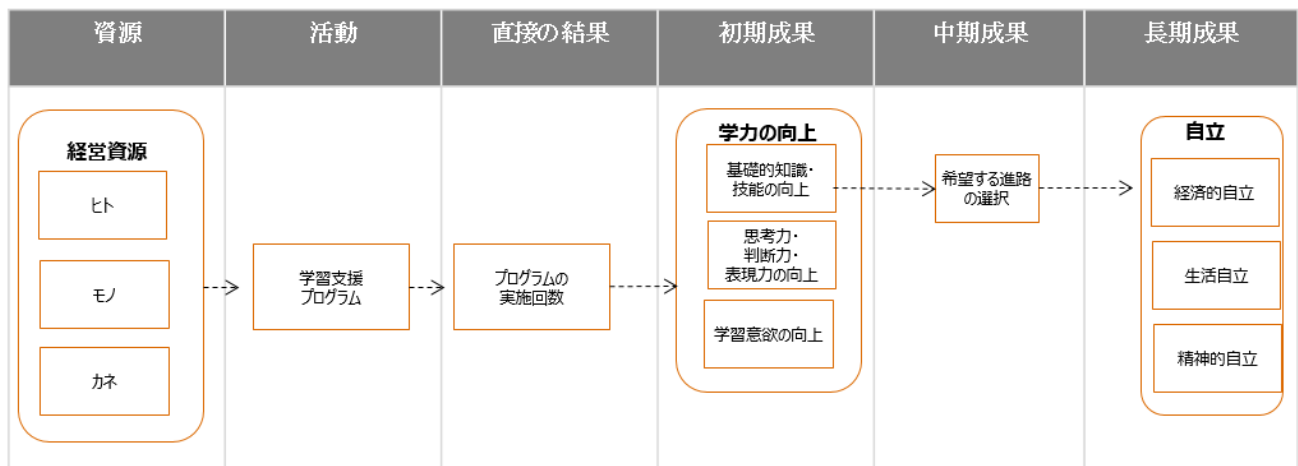 資源
活動
直接の結果
初期成果
中期成果
長期成果
経営資源
ヒト
モノ
カネ
学習支援
プログラム
プログラムの
実施回数
学力の向上
基礎的知識・
技能の向上
思考力・
判断力・
表現力の向上
学習意欲の向上
希望する進路
の選択
自立
経済的自立
生活自立
精神的自立